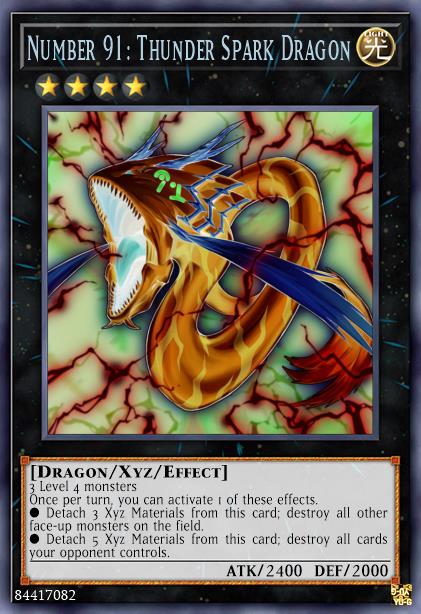 Number 91: Thunder Spark Dragon
LIGHT
光
91
[Dragon/Xyz/Effect]
3 Level 4 monsters
Once per turn, you can activate 1 of these effects.
● Detach 3 Xyz Materials from this card; destroy all other
face-up monsters on the field.
● Detach 5 Xyz Materials from this card; destroy all cards
your opponent controls.
ATK/2400 DEF/2000
84417082